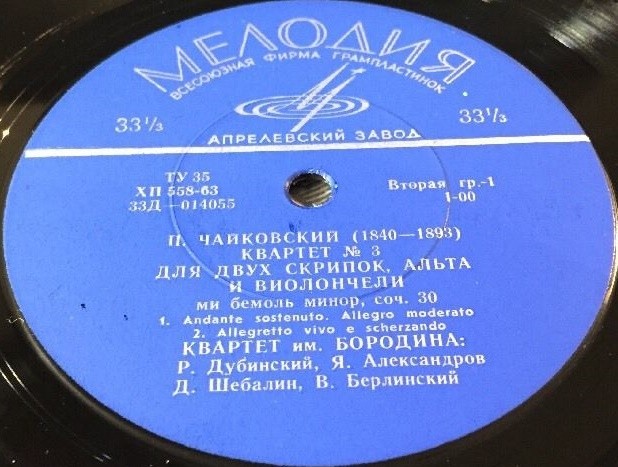 МЕЛОДИЯ
ВСЕСОЮЗНАЯ ФИРМА ГРАМПЛАСТИНОК
33⅓ 33⅓
АПРЕЛЕВСКИЙ ЗАВОД
ТУ 35
ХП 558-63
33Д—014055
Вторая гр.-1
1-00
П. ЧАЙКОВСКИЙ (1840—1893)
КВАРТЕТ № 3
ДЛЯ ДВУХ СКРИПОК, АЛЬТА
И ВИОЛОНЧЕЛИ
ми бемоль минор, соч. 30
1. Andante sostenuto. Allegro moderato
2. Allegretto vivo e scherzando
КВАРТЕТ им. БОРОДИНА:
Р. Дубинский, Я. Александров
Д. Шебалин, В. Берлинский